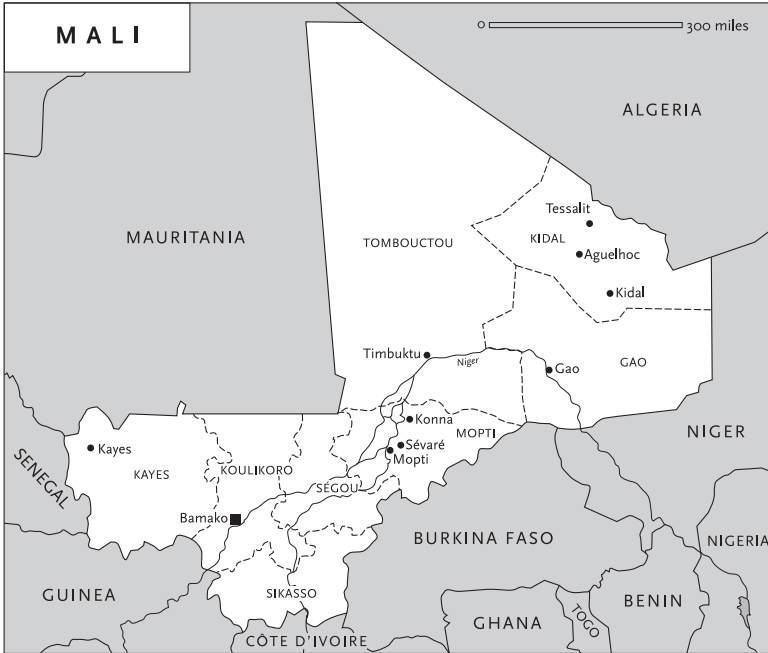 MALI
300 miles
ALGERIA
Tessalit
MAURITANIA
TOMBOUCTOU
KIDAL
Aguelhoc
Kidal
Timbuktu
Niger
Gao
GAO
Konna
MOPTI
NIGER
Kayes
Sévaré
Mopti
SENEGAL
KAYES
KOULIKORO
SÉGOU
Bamako
BURKINA FASO
NIGERIA
GUINEA
SIKASSO
BENIN
GHANA
TOGO
CÔTE D'IVOIRE